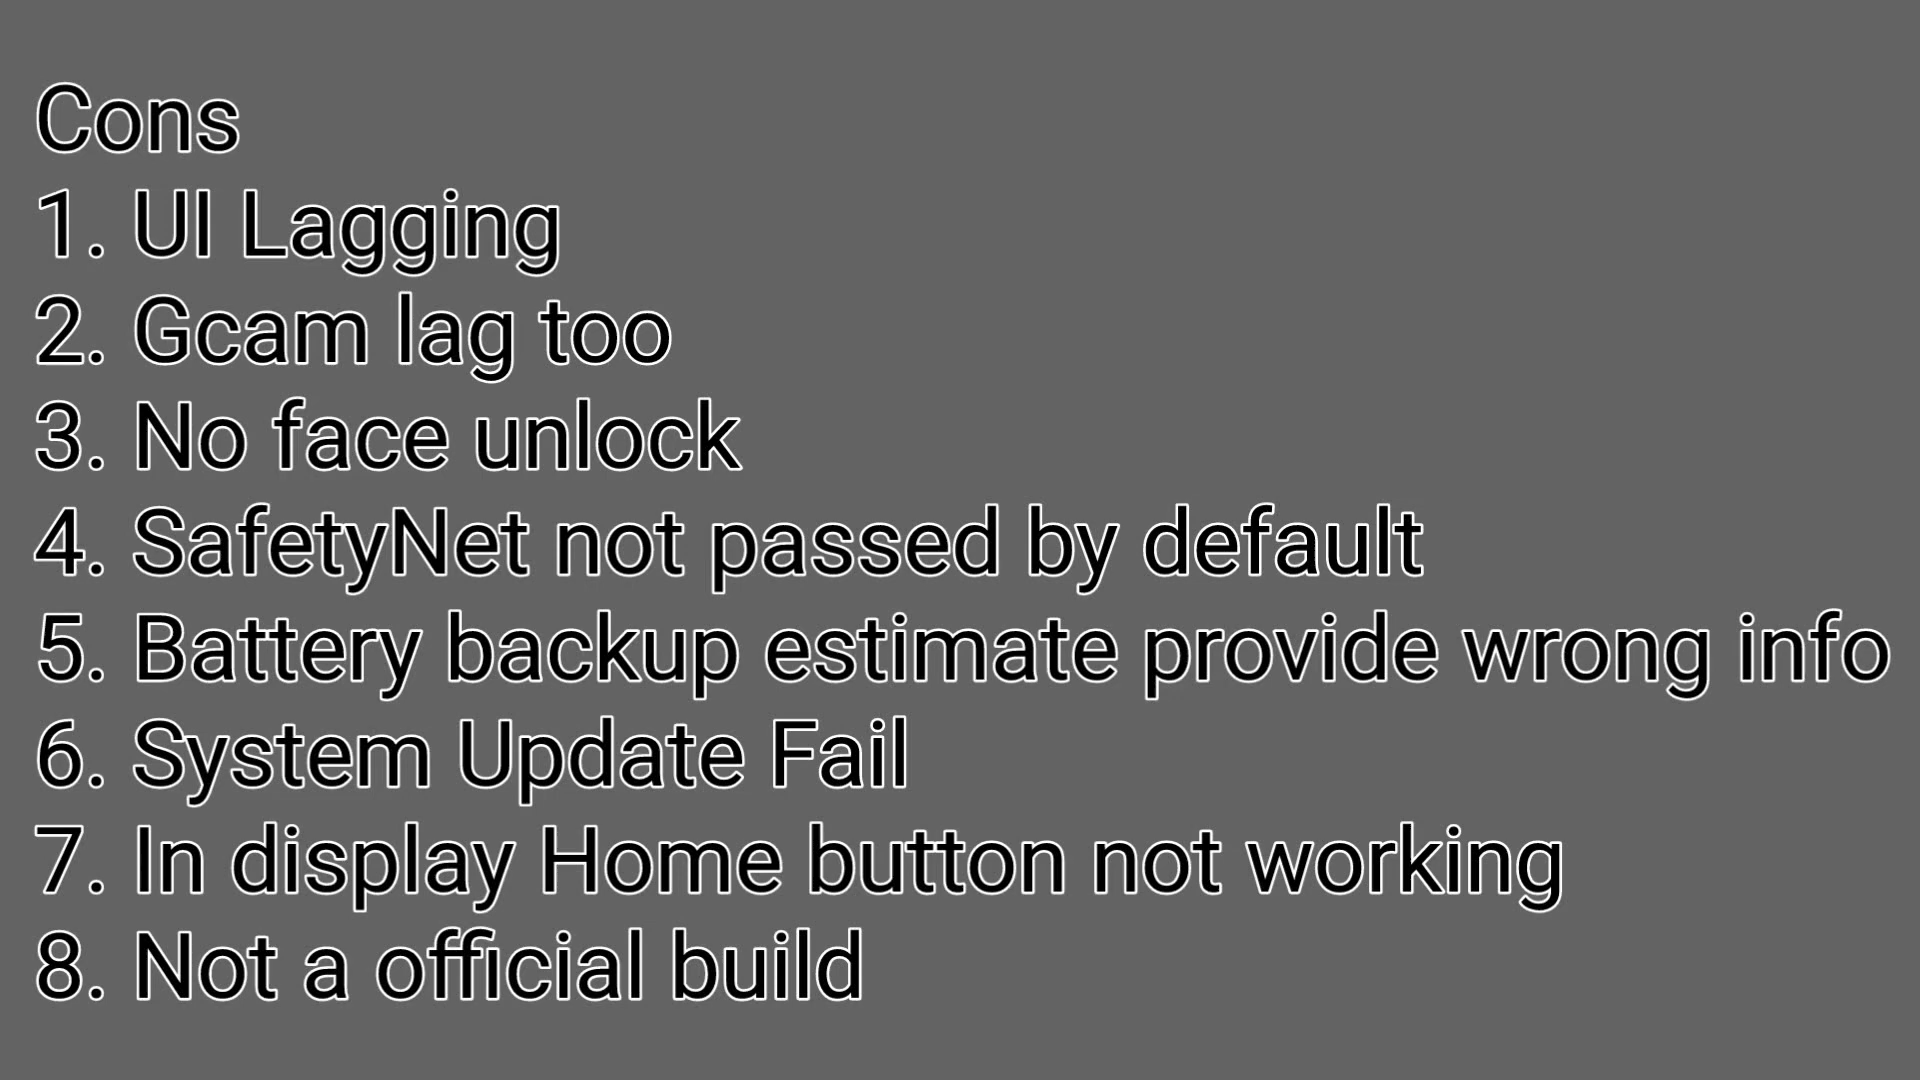 Cons
1. UI Lagging
2. Gcam lag too
3. No face unlock
4. SafetyNet not passed by default
5. Battery backup estimate provide wrong info
6. System Update Fail
7. In display Home button not working
8. Not a official build